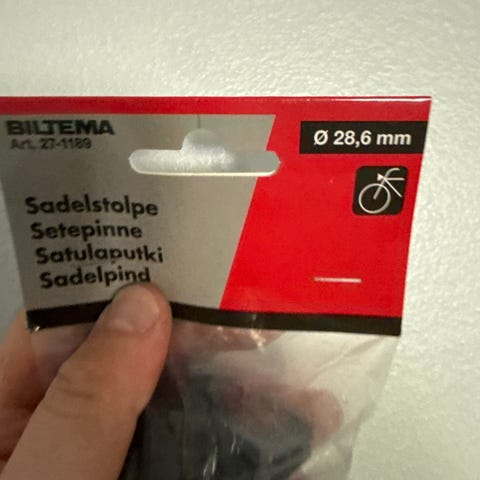 BILTEMA
Art. 27-1189
Ø 28,6 mm
Sadelstolpe
Setepinne
Satulaputki
Sadelpind